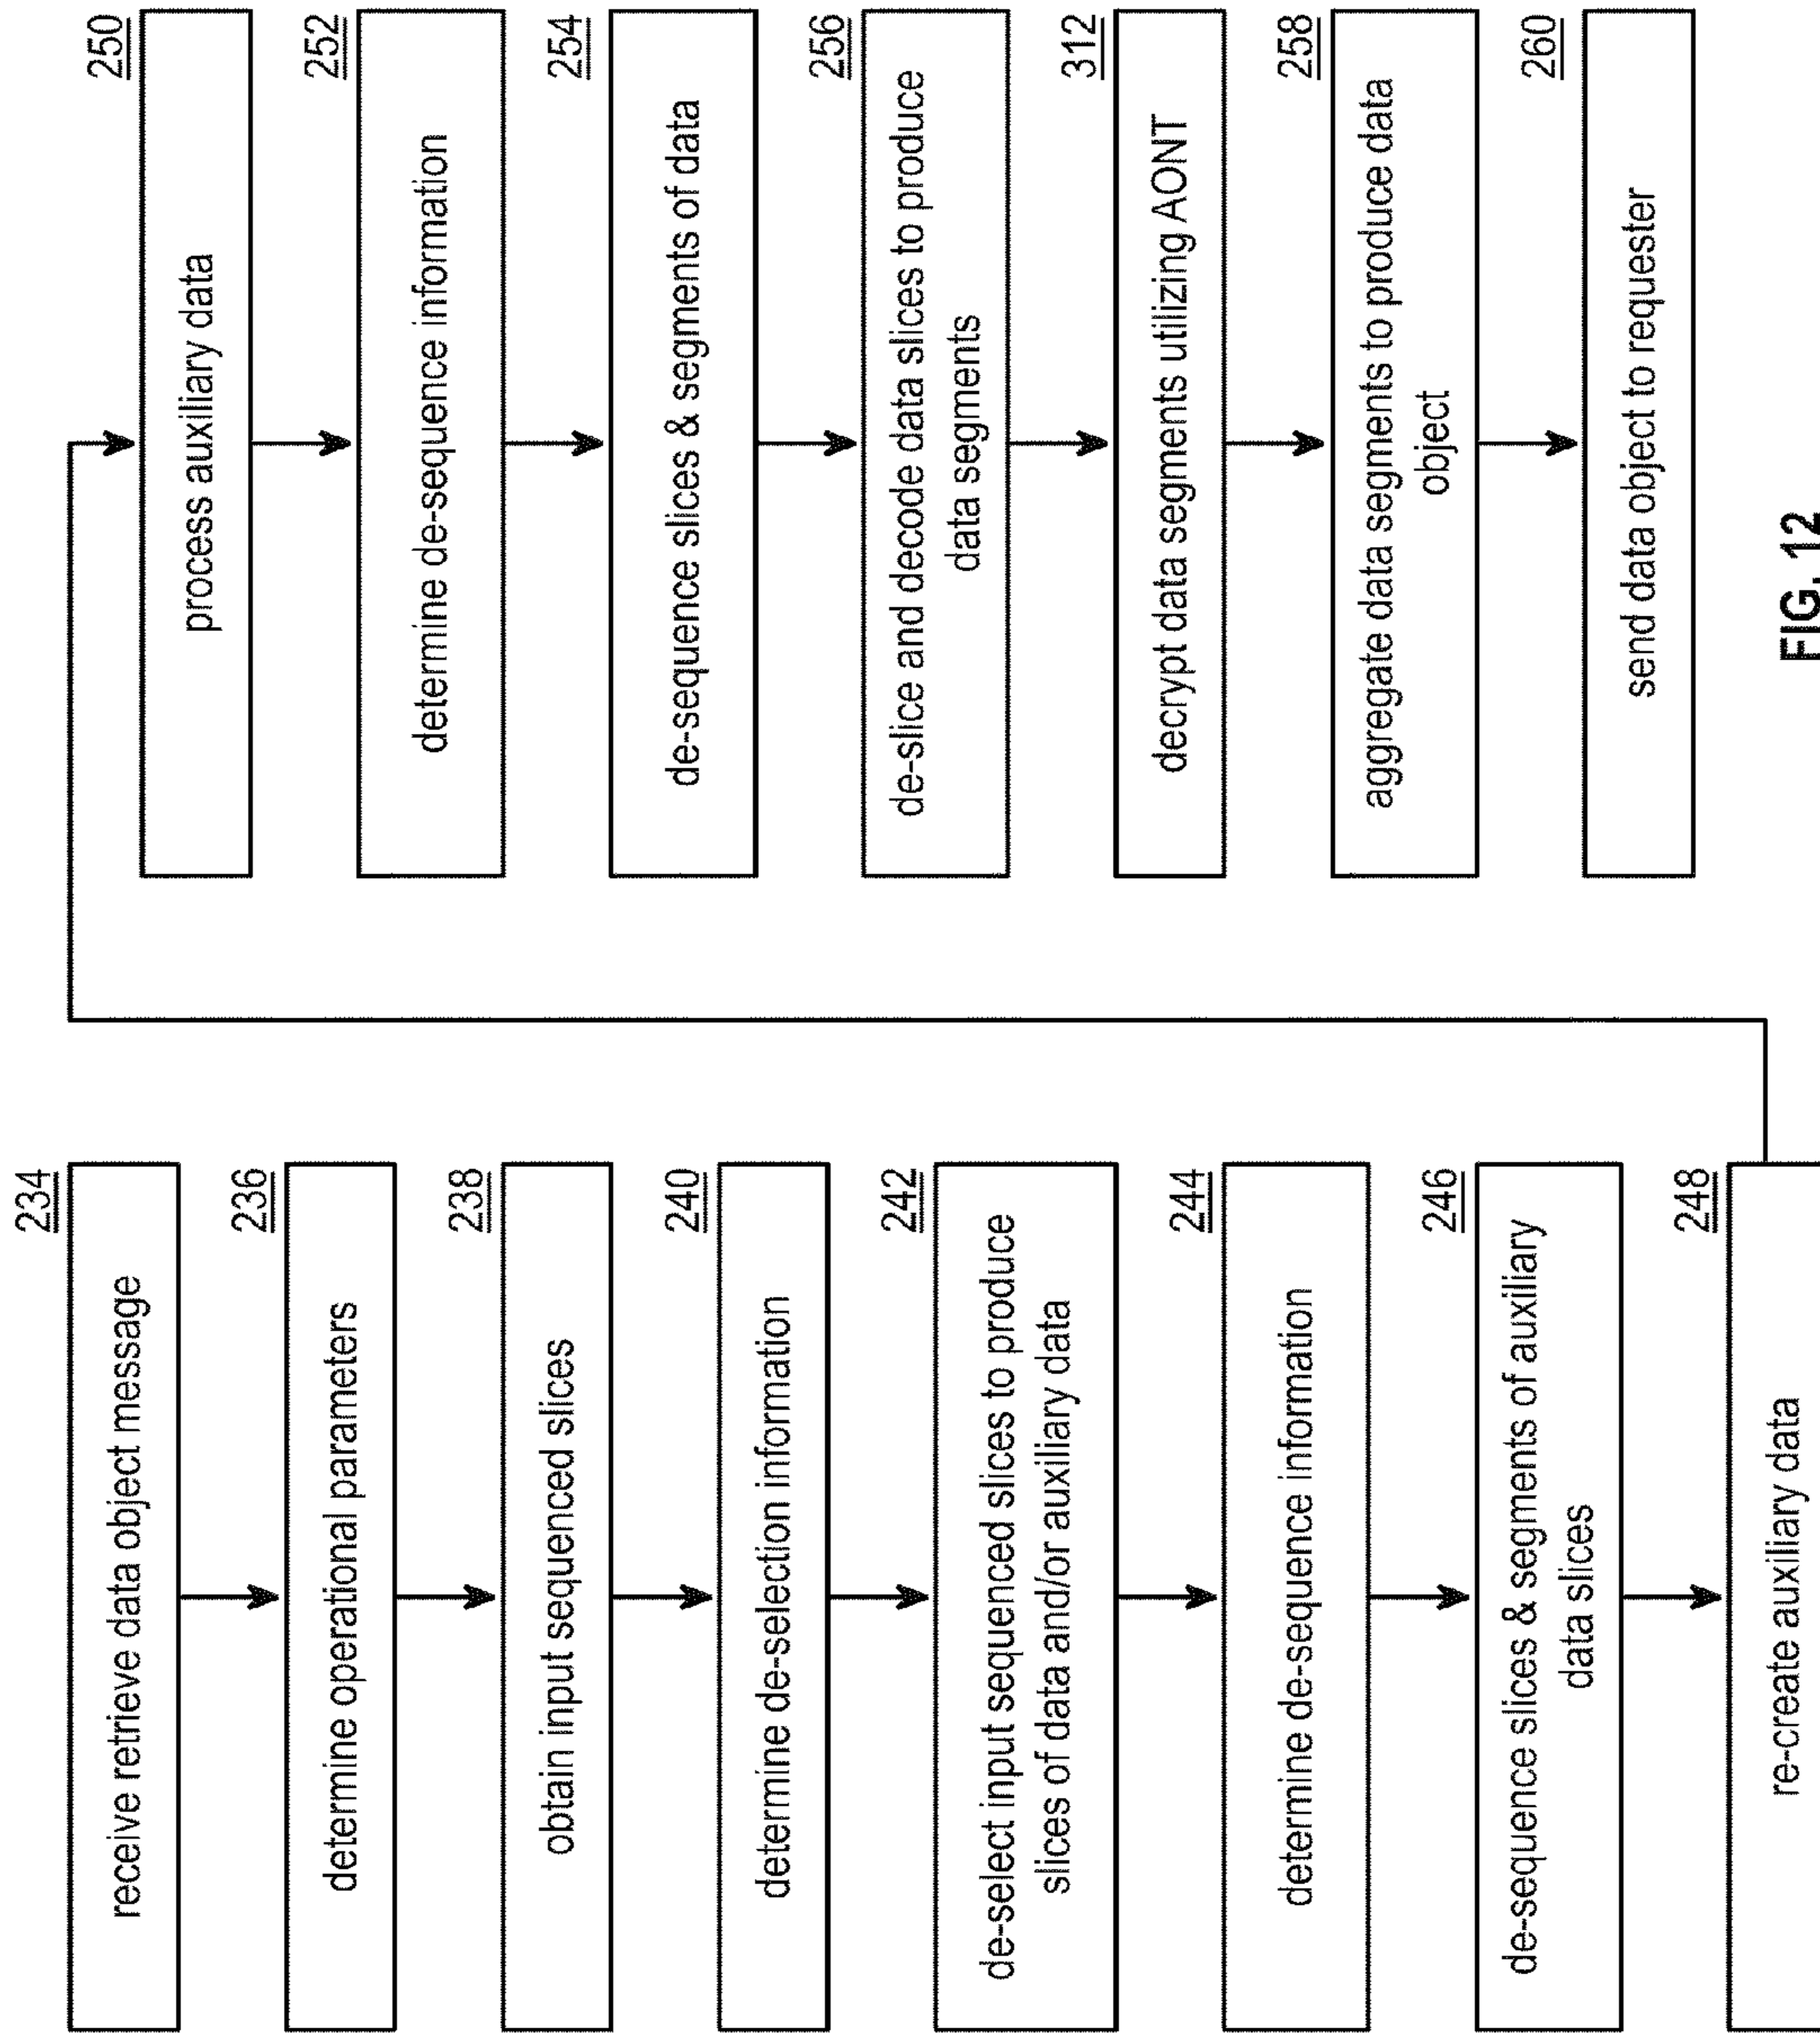 234
receive retrieve data object message
236
determine operational parameters
238
obtain input sequenced slices
240
determine de-selection information
242
de-select input sequenced slices to produce
slices of data and/or auxiliary data
244
determine de-sequence information
246
de-sequence slices & segments of auxiliary
data slices
248
re-create auxiliary data
250
process auxiliary data
252
determine de-sequence information
254
de-sequence slices & segments of data
256
de-slice and decode data slices to produce
data segments
312
decrypt data segments utilizing AONT
258
aggregate data segments to produce data
object
260
send data object to requester
FIG. 12